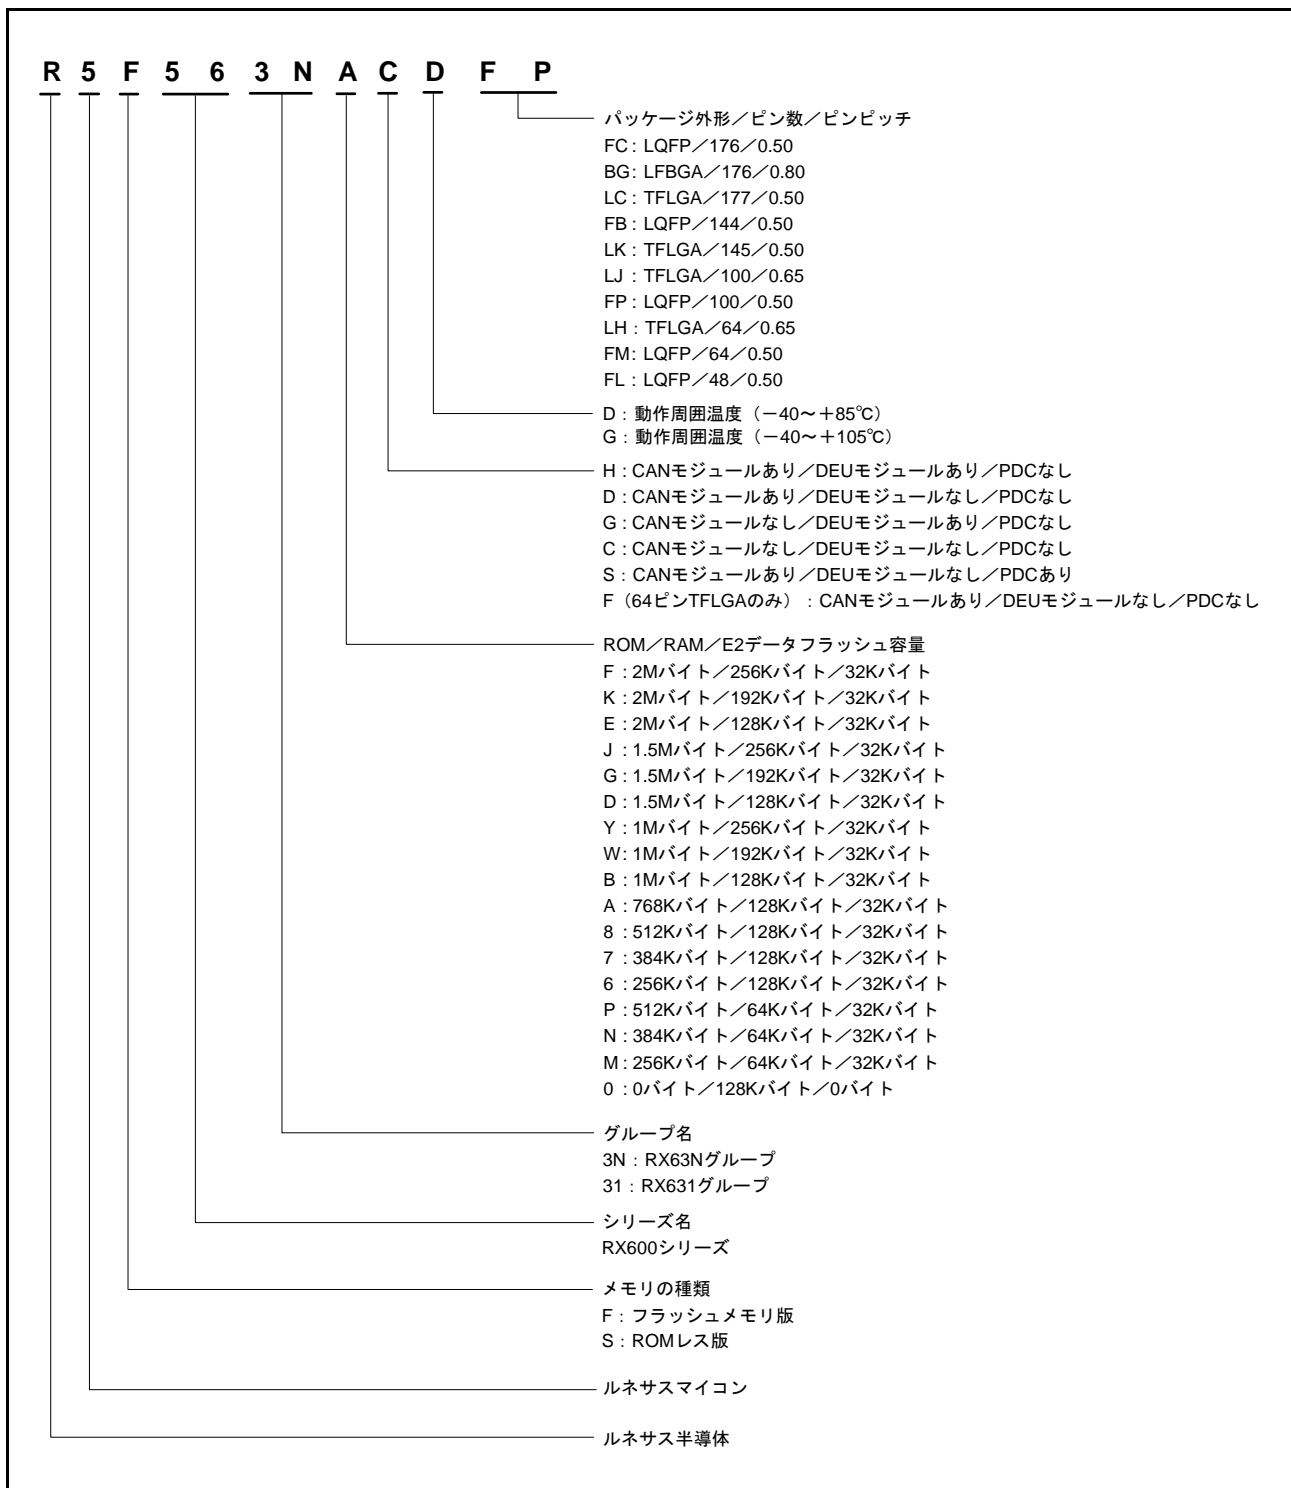 R 5 F 5 6 3 N A C D F P
パッケージ外形／ピン数／ピンピッチ
FC : LQFP／176／0.50
BG : LFBGA／176／0.80
LC : TFLGA／177／0.50
FB : LQFP／144／0.50
LK : TFLGA／145／0.50
LJ : TFLGA／100／0.65
FP : LQFP／100／0.50
LH : TFLGA／64／0.65
FM : LQFP／64／0.50
FL : LQFP／48／0.50
D : 動作周囲温度（－40～＋85℃）
G : 動作周囲温度（－40～＋105℃）
H : CANモジュールあり／DEUモジュールあり／PDCなし
D : CANモジュールあり／DEUモジュールなし／PDCなし
G : CANモジュールなし／DEUモジュールあり／PDCなし
C : CANモジュールなし／DEUモジュールなし／PDCなし
S : CANモジュールあり／DEUモジュールなし／PDCあり
F（64ピンTFLGAのみ）: CANモジュールあり／DEUモジュールなし／PDCなし
ROM／RAM／E2データフラッシュ容量
F : 2Mバイト／256Kバイト／32Kバイト
K : 2Mバイト／192Kバイト／32Kバイト
E : 2Mバイト／128Kバイト／32Kバイト
J : 1.5Mバイト／256Kバイト／32Kバイト
G : 1.5Mバイト／192Kバイト／32Kバイト
D : 1.5Mバイト／128Kバイト／32Kバイト
Y : 1Mバイト／256Kバイト／32Kバイト
W : 1Mバイト／192Kバイト／32Kバイト
B : 1Mバイト／128Kバイト／32Kバイト
A : 768Kバイト／128Kバイト／32Kバイト
8 : 512Kバイト／128Kバイト／32Kバイト
7 : 384Kバイト／128Kバイト／32Kバイト
6 : 256Kバイト／128Kバイト／32Kバイト
P : 512Kバイト／64Kバイト／32Kバイト
N : 384Kバイト／64Kバイト／32Kバイト
M : 256Kバイト／64Kバイト／32Kバイト
0 : 0バイト／128Kバイト／0バイト
グループ名
3N : RX63Nグループ
31 : RX631グループ
シリーズ名
RX600シリーズ
メモリの種類
F : フラッシュメモリ版
S : ROMレス版
ルネサスマイコン
ルネサス半導体